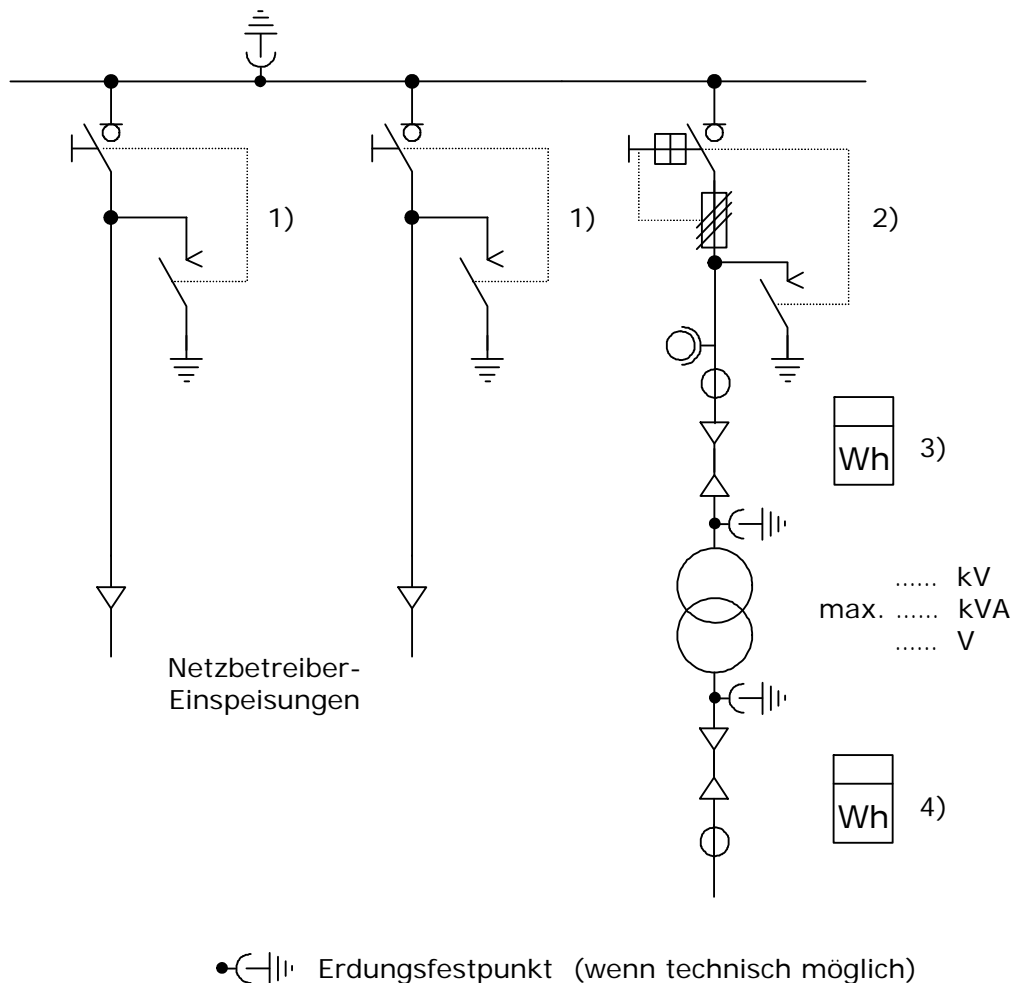 1)
1)
2)
3)
Wh
...... kV
max. ...... kVA
...... V
Netzbetreiber-
Einspeisungen
4)
Wh
Erdungsfestpunkt (wenn technisch möglich)